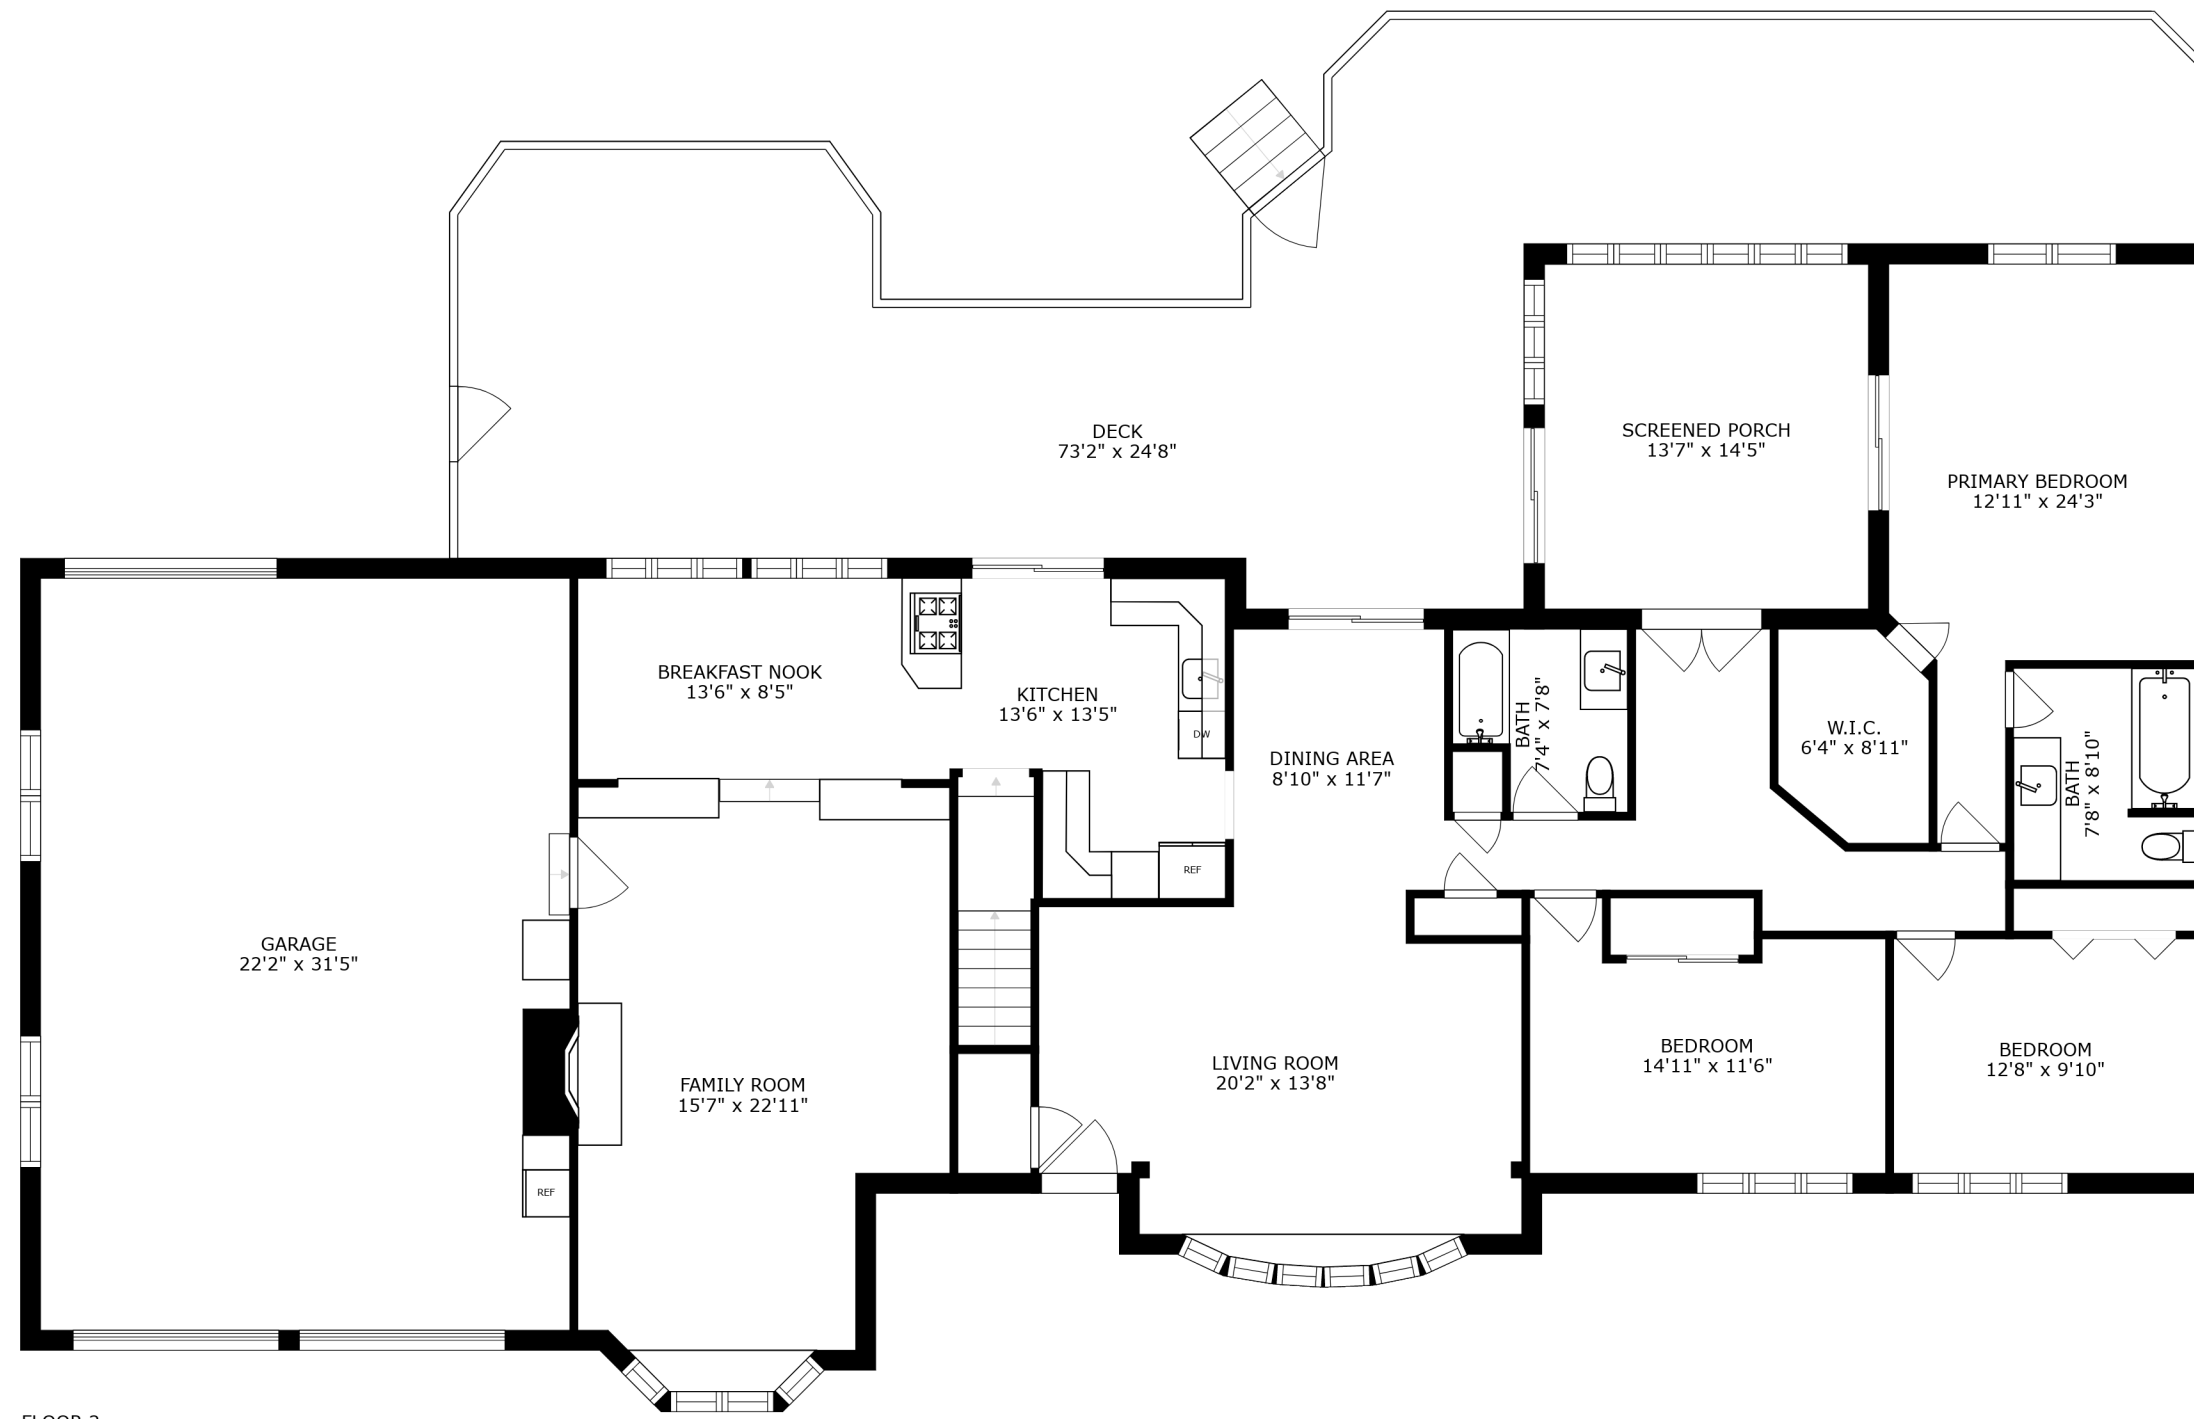 DECK
73'2" x 24'8"
SCREENED PORCH
13'7" x 14'5"
PRIMARY BEDROOM
12'11" x 24'3"
BREAKFAST NOOK
13'6" x 8'5"
KITCHEN
13'6" x 13'5"
DW
DINING AREA
8'10" x 11'7"
BATH
7'4" x 7'8"
W.I.C.
6'4" x 8'11"
BATH
7'8" x 8'10"
REF
GARAGE
22'2" x 31'5"
FAMILY ROOM
15'7" x 22'11"
LIVING ROOM
20'2" x 13'8"
BEDROOM
14'11" x 11'6"
BEDROOM
12'8" x 9'10"
REF